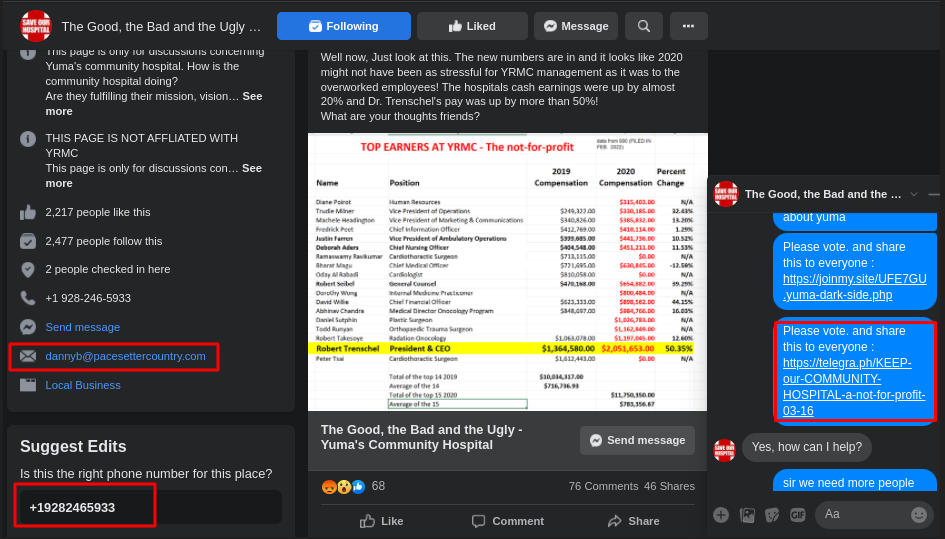 The Good, the Bad and the Ugly ...
Following
Liked
Message
This page is only for discussions concerning
Yuma's community hospital. How is the
community hospital doing?
Are they fulfilling their mission, vision... See
more
THIS PAGE IS NOT AFFLIATED WITH
YRMC
This page is only for discussions con... See
more
2,217 people like this
2,477 people follow this
2 people checked in here
+1 928-246-5933
Send message
dannyb@pacesettercountry.com
Local Business
Suggest Edits
Is this the right phone number for this place?
+19282465933
Well now, Just look at this. The new numbers are in and it looks like 2020
might not have been as stressful for YRMC management as it was to the
overworked employees! The hospitals cash earnings were up by almost
20% and Dr. Trenschel's pay was up by more than 50%!
What are your thoughts friends?
TOP EARNERS AT YRMC - The not-for-profit
data from 990 (FILED IN
FEB. 2022)
2019 2020 Percent
Name Position Compensation Compensation Change
Diane Poirot Human Resources $315,403.00 N/A
Trudie Milner Vice President of Operations $249,322.00 $330,185.00 32.43%
Machele Headington Vice President of Marketing & Communications $340,826.00 $385,832.00 13.20%
Fredrick Peet Chief Information Officer $412,769.00 $418,114.00 1.29%
Justin Farren Vice President of Ambulatory Operations $399,685.00 $441,736.00 10.52%
Deborah Aders Chief Nursing Officer $404,548.00 $451,211.00 11.53%
Ramaswamy Ravikumar Cardiothoracic Surgeon $713,115.00 $0.00 N/A
Bharat Magu Chief Medical Officer $721,695.00 $630,845.00 -12.59%
Oday Al Rabadi Cardiologist $810,058.00 $0.00 N/A
Robert Seibel General Counsel $470,168.00 $654,882.00 39.29%
Dorothy Wong Internal Medicine Practicioner $800,484.00 N/A
David Willie Chief Financial Officer $623,333.00 $898,562.00 44.15%
Abhinav Chandra Medical Director Onocology Program $848,697.00 $984,766.00 16.03%
Daniel Sutphin Plastic Surgeon $1,026,783.00 N/A
Todd Runyan Orthopaedic Trauma Surgeon $1,162,849.00 N/A
Robert Takesoye Radation Onocology $1,063,078.00 $1,197,045.00 12.60%
Robert Trenschel President & CEO $1,364,580.00 $2,051,653.00 50.35%
Peter Tsai Cardiothoracic Surgeon $1,612,443.00 $0.00 N/A
Total of the top 14 2019 $10,034,317.00
Average of the 14 $716,736.93
Total of the top 15 2020 $11,750,350.00
Average of the 15 $783,356.67
The Good, the Bad and the Ugly -
Yuma's Community Hospital
Send message
68
76 Comments 46 Shares
Like
Comment
Share
SAVE OUR
HOSPITAL
The Good, the Bad and the ...
about yuma
Please vote. and share
this to everyone :
https://joinmy.site/UFE7GU
.yuma-dark-side.php
Please vote. and share
this to everyone :
https://telegra.ph/KEEP-
our-COMMUNITY-
HOSPITAL-a-not-for-profit-
03-16
Yes, how can I help?
sir we need more people
GIF
Aa